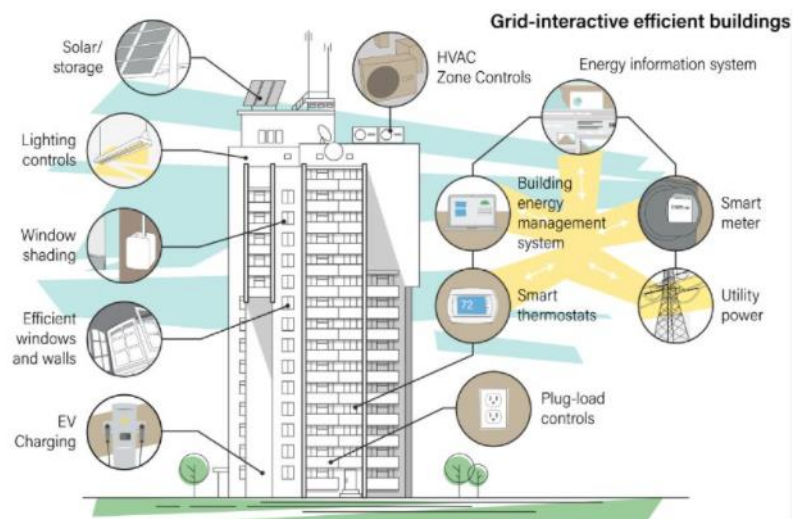 Grid-interactive efficient buildings
Solar/
storage
HVAC
Zone Controls
Energy information system
Lighting
controls
Building
energy
management
system
Smart
meter
Window
shading
Efficient
windows
and walls
72
Smart
thermostats
Utility
power
EV
Charging
Plug-load
controls